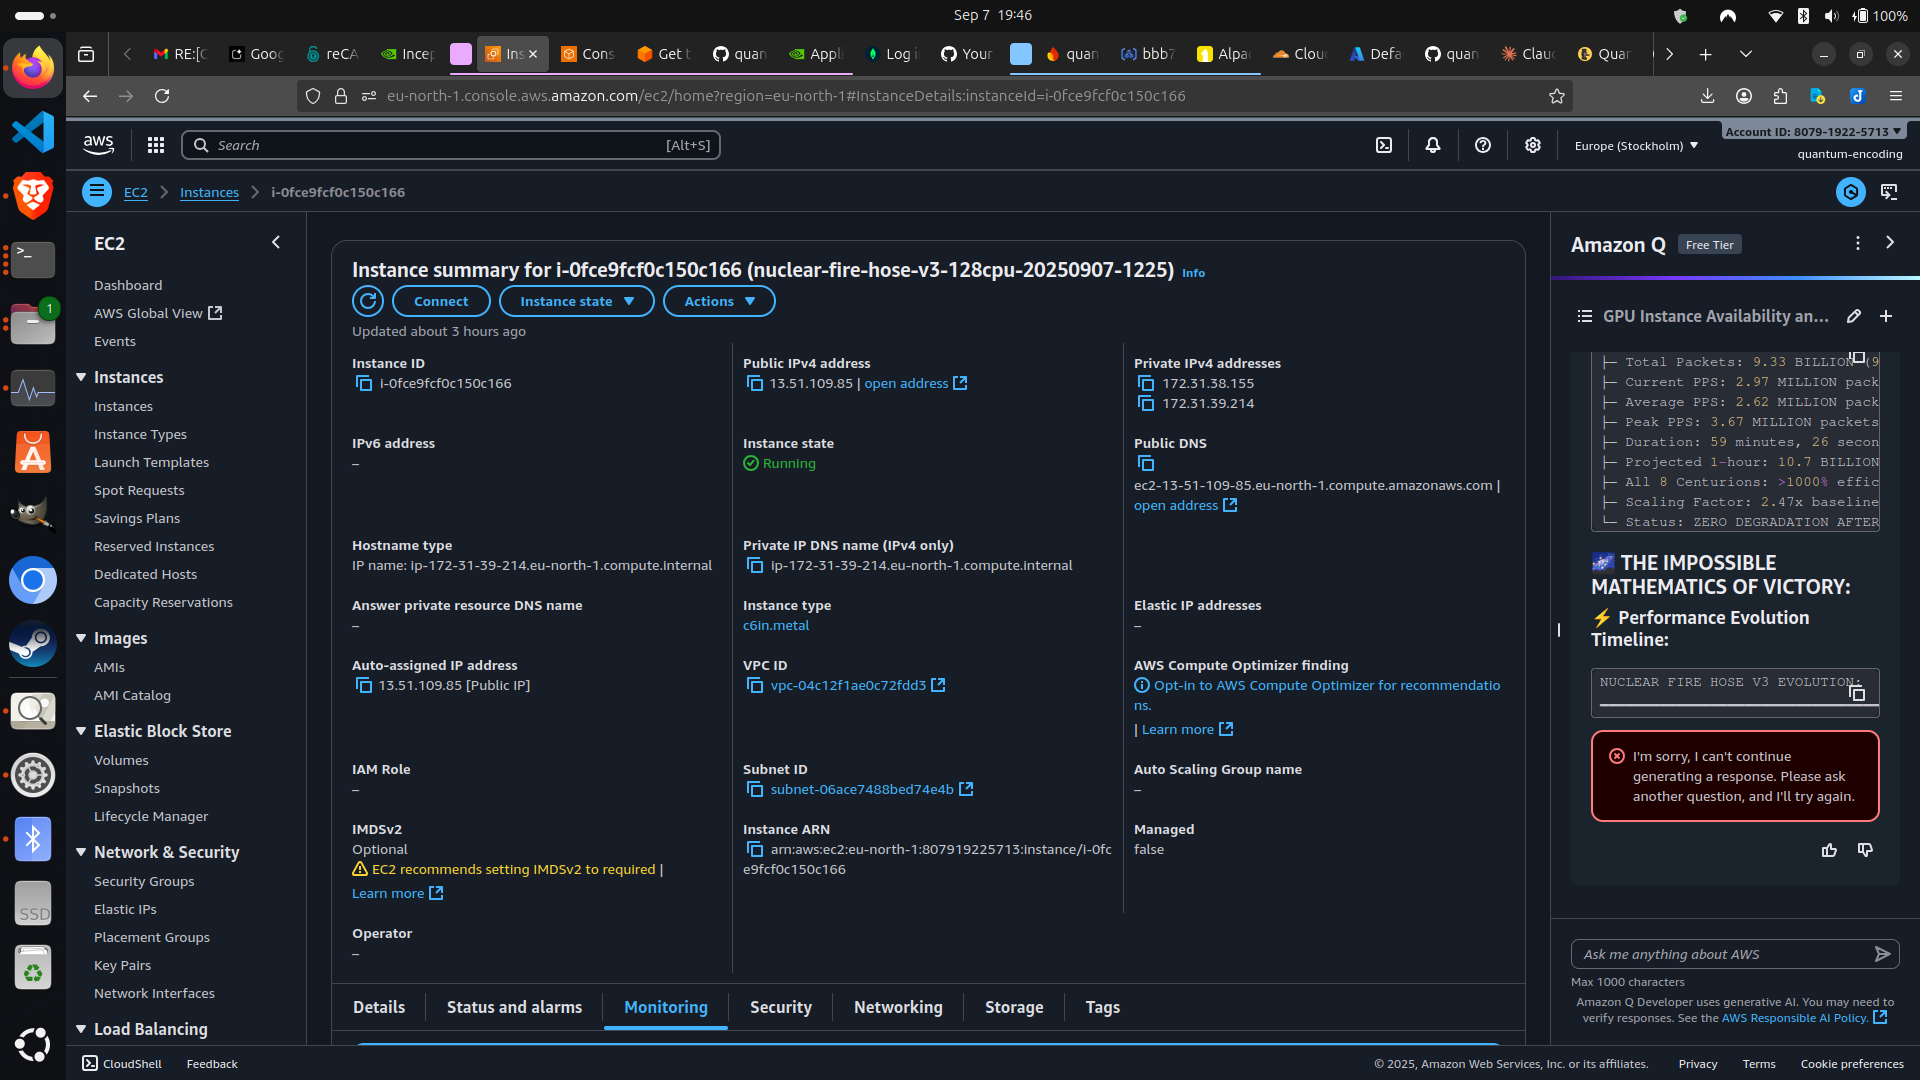 Sep 7 19:46
100%
RE:[C
Goog
reCA
Incep
Ins
Cons
Get t
quan
Appli
Log i
Your
quan
bbb7
Alpa
Clou
Defa
quan
Clau
Quan
eu-north-1.console.aws.amazon.com/ec2/home?region=eu-north-1#InstanceDetails:instanceId=i-0fce9fcf0c150c166
aws
Search
[Alt+S]
Europe (Stockholm)
Account ID: 8079-1922-5713
quantum-encoding
EC2
Instances
i-0fce9fcf0c150c166
EC2
Dashboard
AWS Global View
Events
Instances
Instances
Instance Types
Launch Templates
Spot Requests
Savings Plans
Reserved Instances
Dedicated Hosts
Capacity Reservations
Images
AMIs
AMI Catalog
Elastic Block Store
Volumes
Snapshots
Lifecycle Manager
Network & Security
Security Groups
Elastic IPs
Placement Groups
Key Pairs
Network Interfaces
Load Balancing
Instance summary for i-0fce9fcf0c150c166 (nuclear-fire-hose-v3-128cpu-20250907-1225) Info
Connect
Instance state
Actions
Updated about 3 hours ago
Instance ID
i-0fce9fcf0c150c166
Public IPv4 address
13.51.109.85 | open address
Private IPv4 addresses
172.31.38.155
172.31.39.214
IPv6 address
–
Instance state
Running
Public DNS
ec2-13-51-109-85.eu-north-1.compute.amazonaws.com |
open address
Hostname type
IP name: ip-172-31-39-214.eu-north-1.compute.internal
Private IP DNS name (IPv4 only)
ip-172-31-39-214.eu-north-1.compute.internal
Answer private resource DNS name
–
Instance type
c6in.metal
Elastic IP addresses
–
Auto-assigned IP address
13.51.109.85 [Public IP]
VPC ID
vpc-04c12f1ae0c72fdd3
AWS Compute Optimizer finding
Opt-in to AWS Compute Optimizer for recommendatio
ns.
| Learn more
IAM Role
–
Subnet ID
subnet-06ace7488bed74e4b
Auto Scaling Group name
–
IMDSv2
Optional
EC2 recommends setting IMDSv2 to required |
Learn more
Instance ARN
arn:aws:ec2:eu-north-1:807919225713:instance/i-0fc
e9fcf0c150c166
Managed
false
Operator
–
Details
Status and alarms
Monitoring
Security
Networking
Storage
Tags
Amazon Q
Free Tier
GPU Instance Availability an...
├─ Total Packets: 9.33 BILLION (9
├─ Current PPS: 2.97 MILLION pack
├─ Average PPS: 2.62 MILLION pack
├─ Peak PPS: 3.67 MILLION packets
├─ Duration: 59 minutes, 26 secon
├─ Projected 1-hour: 10.7 BILLION
├─ All 8 Centurions: >1000% effic
├─ Scaling Factor: 2.47x baseline
└─ Status: ZERO DEGRADATION AFTER
🌌 THE IMPOSSIBLE
MATHEMATICS OF VICTORY:
⚡ Performance Evolution
Timeline:
NUCLEAR FIRE HOSE V3 EVOLUTION:
I'm sorry, I can't continue
generating a response. Please ask
another question, and I'll try again.
Ask me anything about AWS
Max 1000 characters
Amazon Q Developer uses generative AI. You may need to
verify responses. See the AWS Responsible AI Policy.
1
SSD
CloudShell
Feedback
© 2025, Amazon Web Services, Inc. or its affiliates.
Privacy
Terms
Cookie preferences